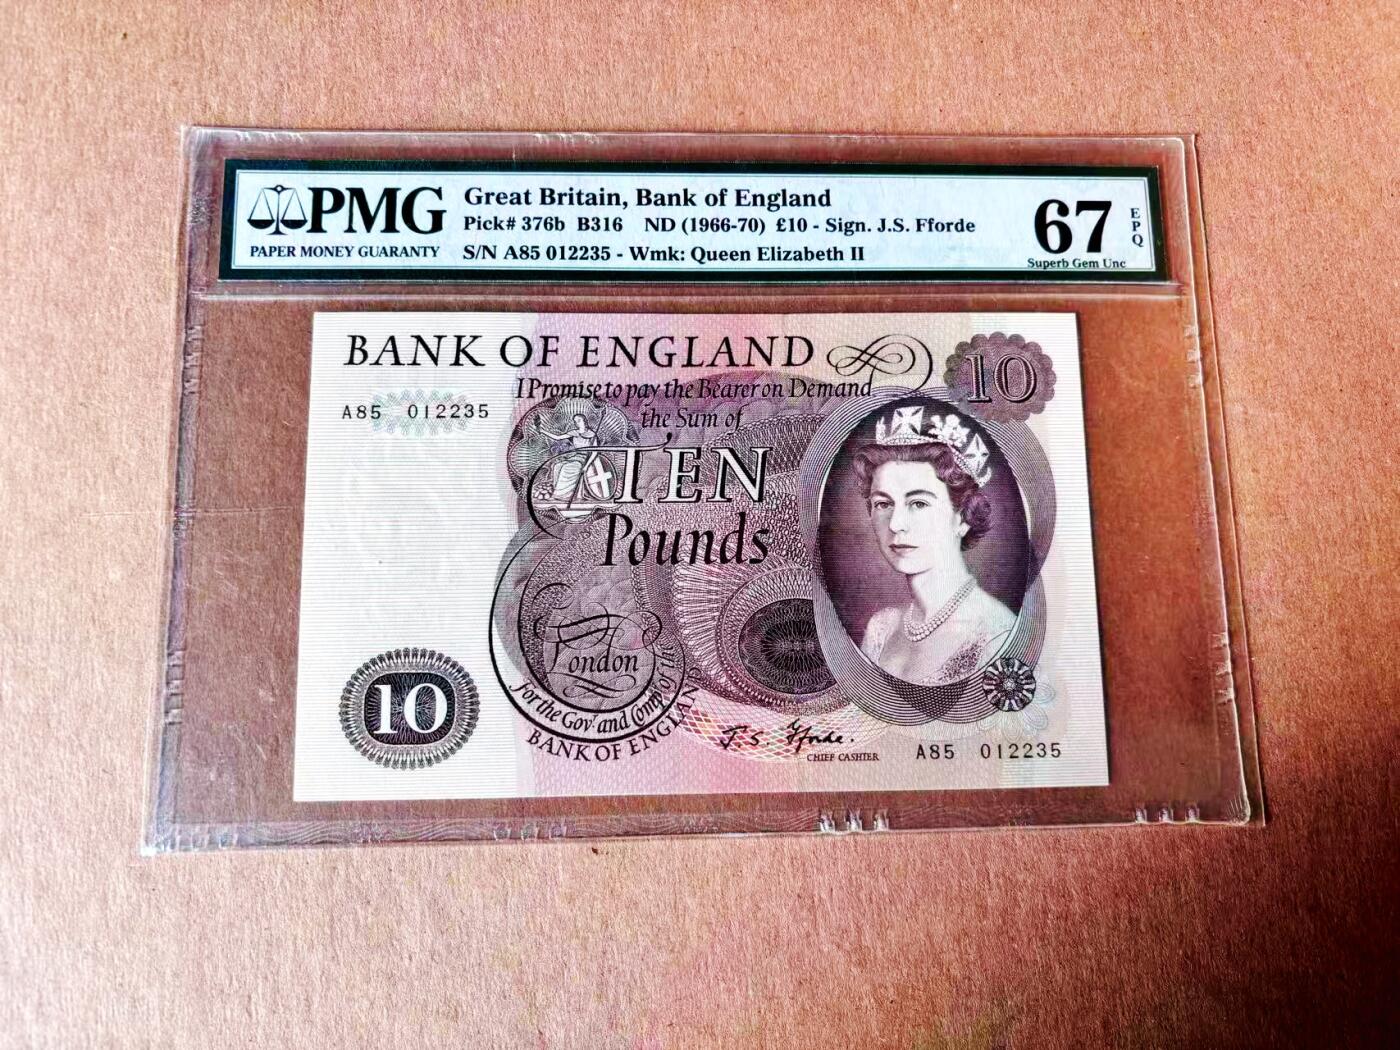 PMG
PAPER MONEY GUARANTY
Great Britain, Bank of England
Pick# 376b B316 ND (1966-70) £10 - Sign. J.S. Fforde
S/N A85 012235 - Wmk: Queen Elizabeth II
67
EPQ
Superb Gem Unc
BANK OF ENGLAND
10
I Promise to pay the Bearer on Demand
A85 012235
the Sum of
TEN
Pounds
London
For the Gov! and Comp. of the
BANK OF ENGLAND
10
J.S. Fforde.
CHIEF CASHIER
A85 012235